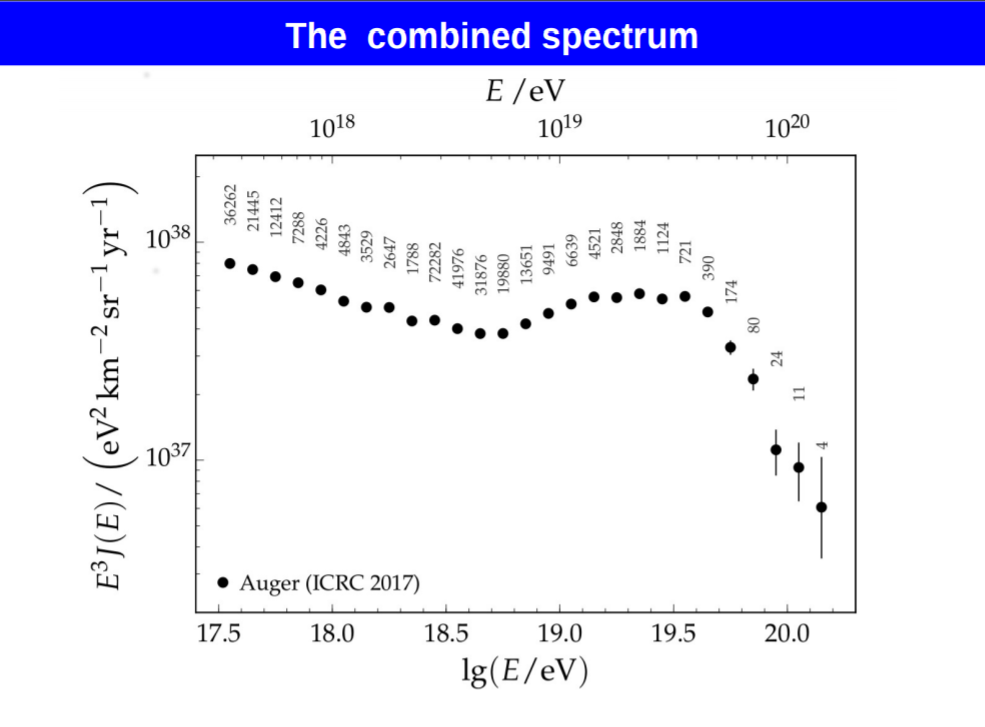 The combined spectrum
E /eV
10^18 10^19 10^20
36262 21445 12412 7288 4226 4843 3529 2647 1788 72282 41976 31876 19880 13651 9491 6639 4521 2848 1884 1124 721 390 174 80 24 11 4
10^38
10^37
E^3 J(E) / (eV^2 km^−2 sr^−1 yr^−1)
Auger (ICRC 2017)
17.5 18.0 18.5 19.0 19.5 20.0
lg(E/eV)